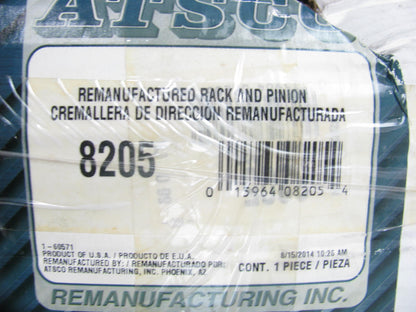 ATSCO
REMANUFACTURED RACK AND PINION
CREMALLERA DE DIRECCIÓN REMANUFACTURADA
8205
0 13964 08205 4
1-60571
PRODUCT OF U.S.A. / PRODUCTO DE E.U.A.
REMANUFACTURED BY: / REMANUFACTURADO POR:
ATSCO REMANUFACTURING, INC. PHOENIX, AZ
8/15/2014 10:25 AM
CONT. 1 PIECE / PIEZA
REMANUFACTURING INC.